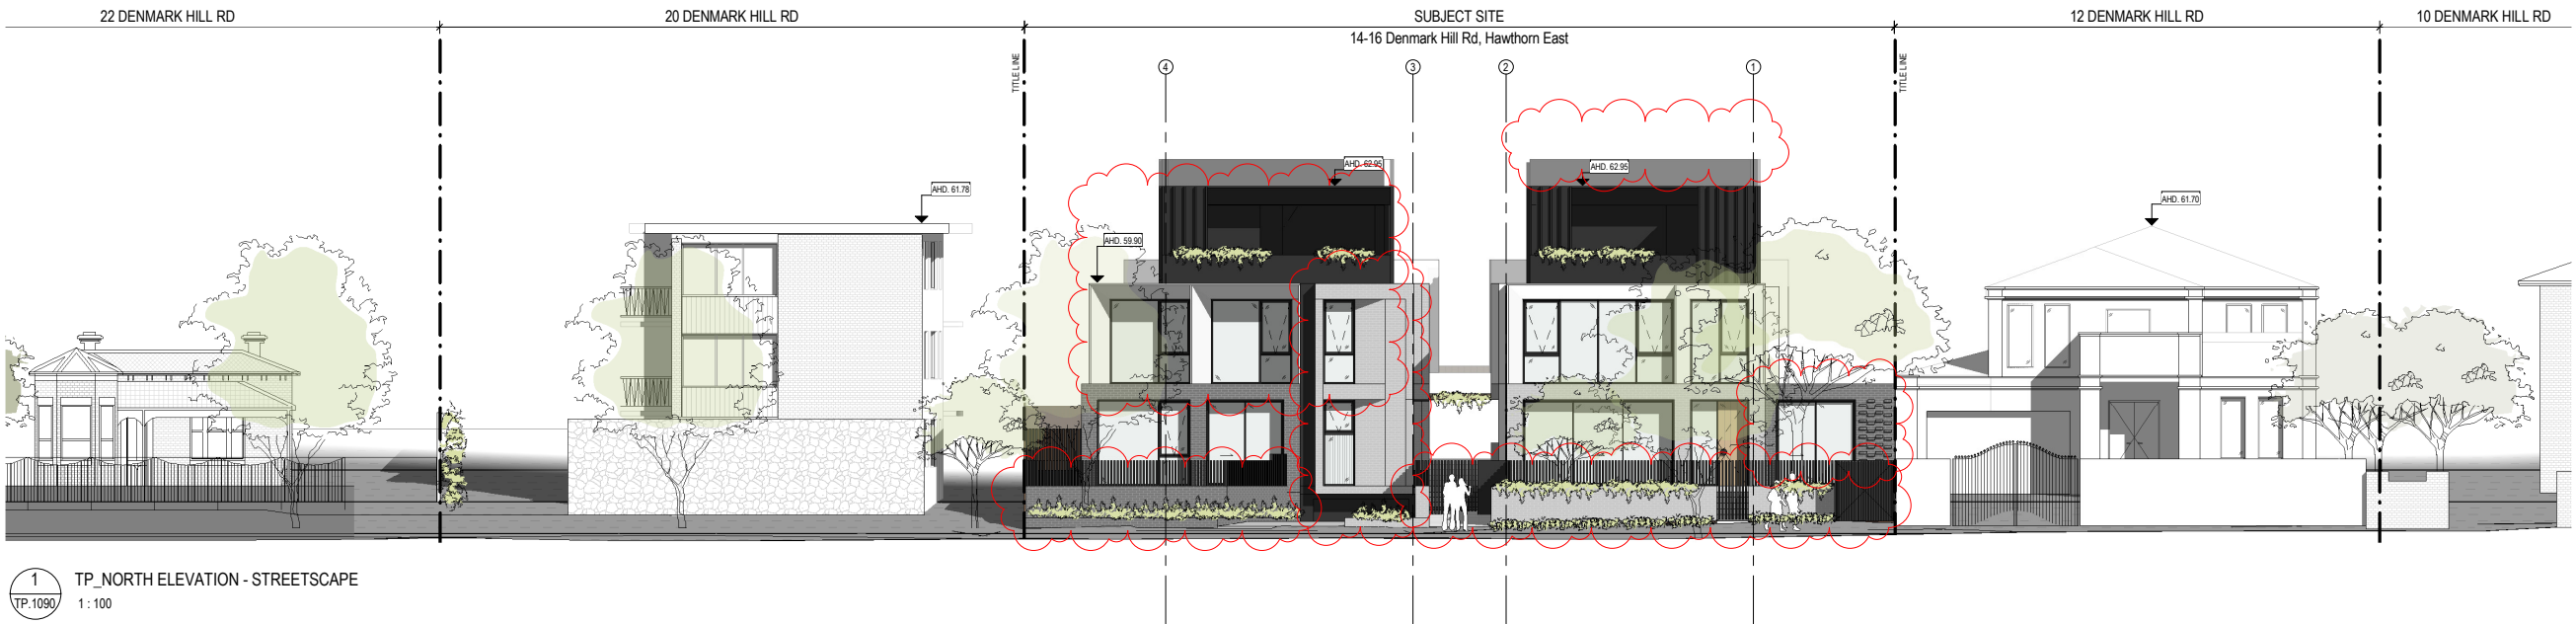 22 DENMARK HILL RD
20 DENMARK HILL RD
SUBJECT SITE
12 DENMARK HILL RD
10 DENMARK HILL RD
14-16 Denmark Hill Rd, Hawthorn East
TITLE LINE
4
3
2
1
TITLE LINE
AHD. 62.95
AHD. 62.95
AHD. 61.78
AHD. 61.70
AHD. 59.90
1
TP.1090
TP_NORTH ELEVATION - STREETSCAPE
1 : 100